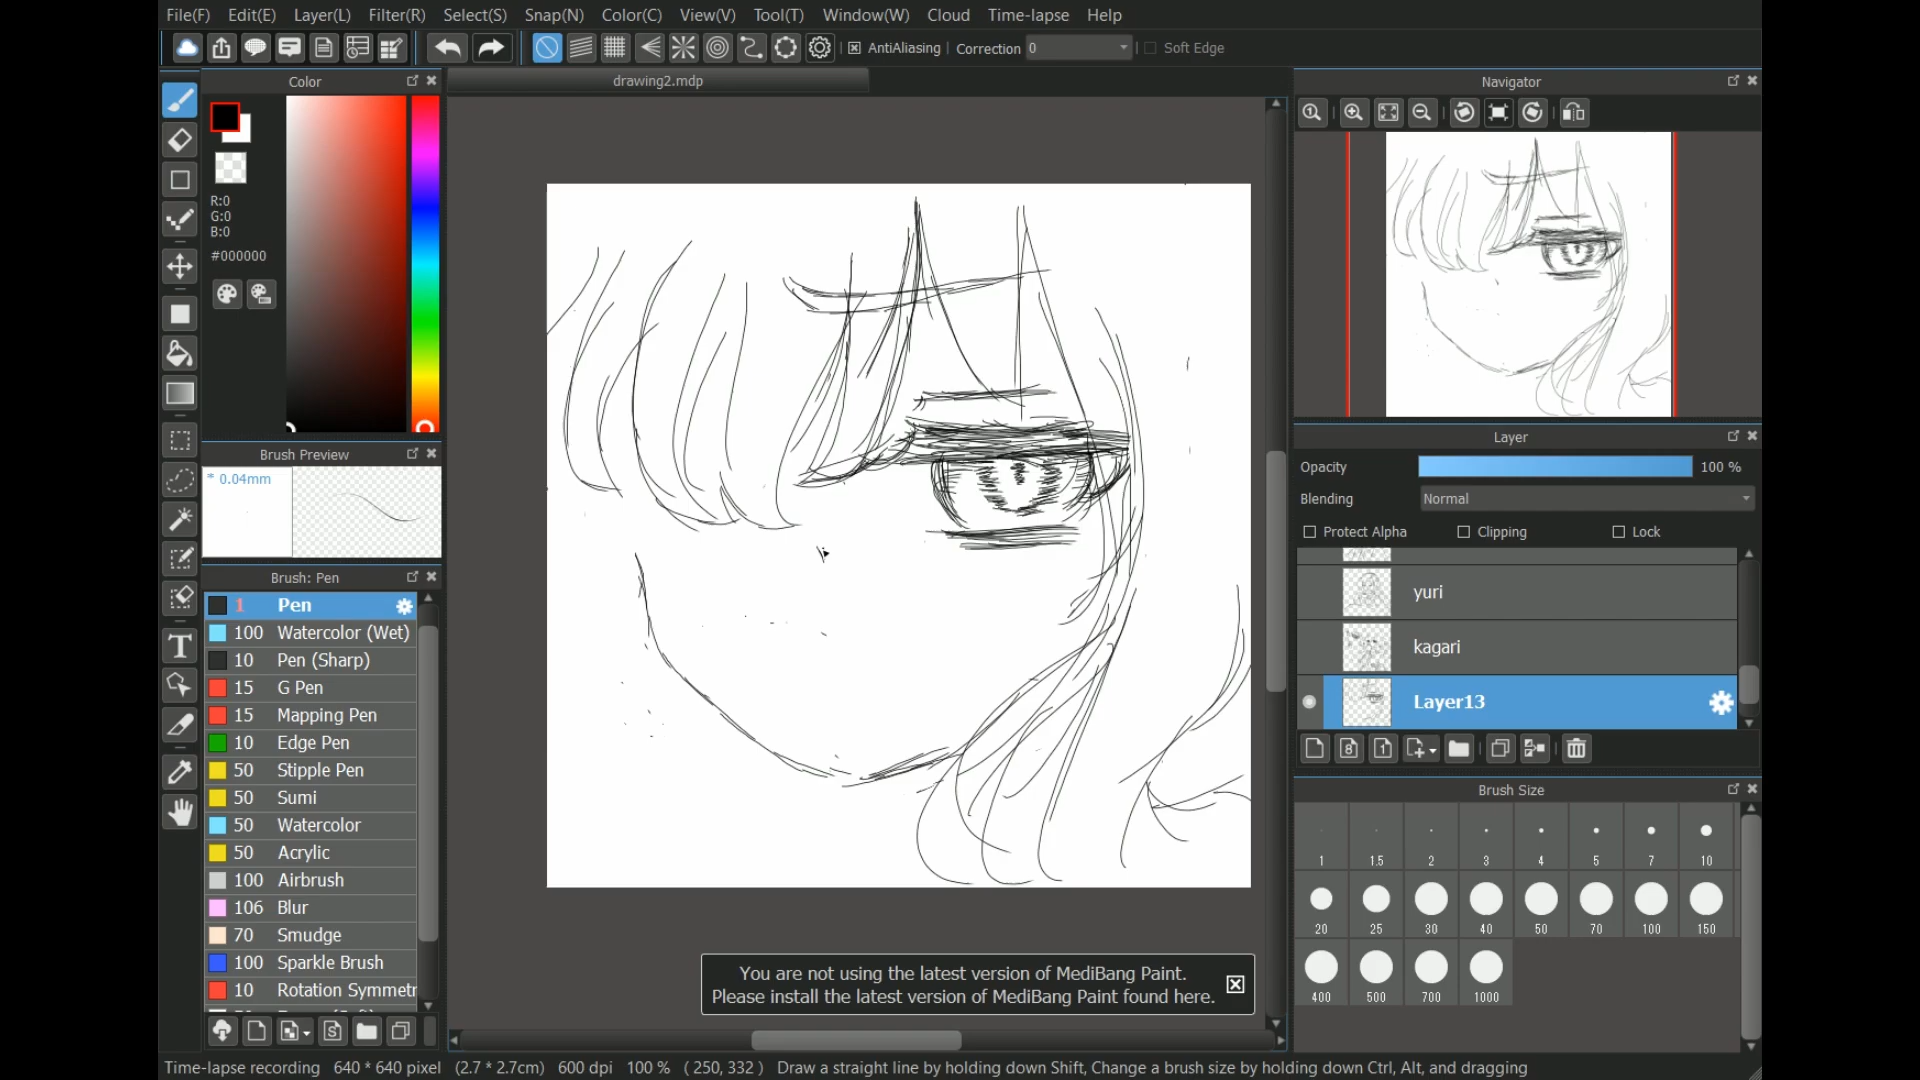 File(F) Edit(E) Layer(L) Filter(R) Select(S) Snap(N) Color(C) View(V) Tool(T) Window(W) Cloud Time-lapse Help
AntiAliasing Correction 0 Soft Edge
Color
drawing2.mdp
Navigator
R:0
G:0
B:0
#000000
Brush Preview
* 0.04mm
Brush: Pen
1 Pen
100 Watercolor (Wet)
10 Pen (Sharp)
15 G Pen
15 Mapping Pen
10 Edge Pen
50 Stipple Pen
50 Sumi
50 Watercolor
50 Acrylic
100 Airbrush
106 Blur
70 Smudge
100 Sparkle Brush
10 Rotation Symmetr
Layer
Opacity 100 %
Blending Normal
Protect Alpha Clipping Lock
yuri
kagari
Layer13
Brush Size
1 1.5 2 3 4 5 7 10
20 25 30 40 50 70 100 150
400 500 700 1000
You are not using the latest version of MediBang Paint.
Please install the latest version of MediBang Paint found here.
Time-lapse recording 640 * 640 pixel (2.7 * 2.7cm) 600 dpi 100 % ( 250, 332 ) Draw a straight line by holding down Shift, Change a brush size by holding down Ctrl, Alt, and dragging